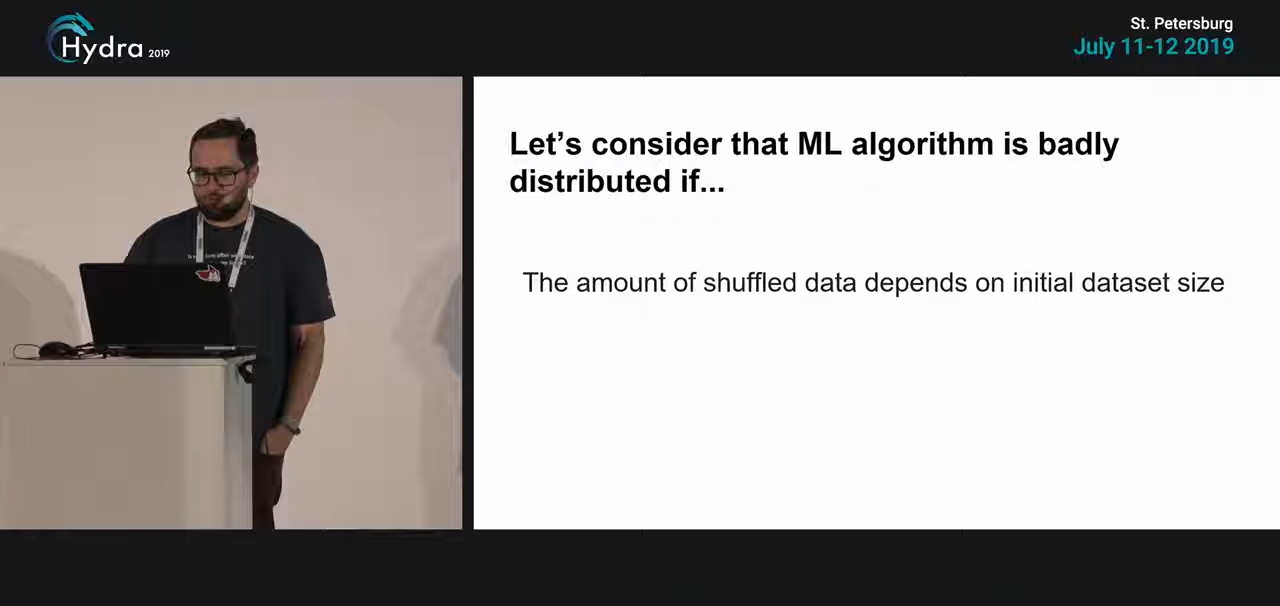 Hydra 2019
St. Petersburg
July 11-12 2019
Let's consider that ML algorithm is badly
distributed if...
The amount of shuffled data depends on initial dataset size